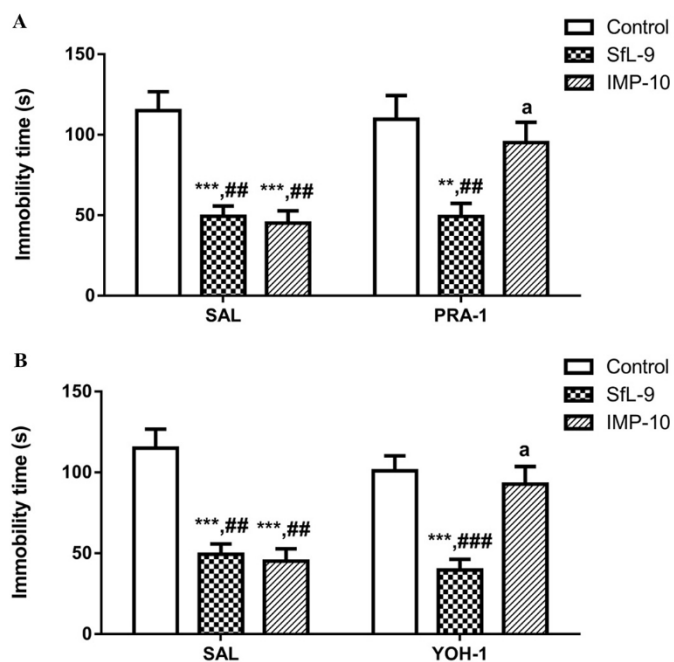 A
Control
SfL-9
IMP-10
Immobility time (s)
150
100
50
0
***,##
***,##
**,##
a
SAL
PRA-1
B
Control
SfL-9
IMP-10
Immobility time (s)
150
100
50
0
***,##
***,##
***,###
a
SAL
YOH-1